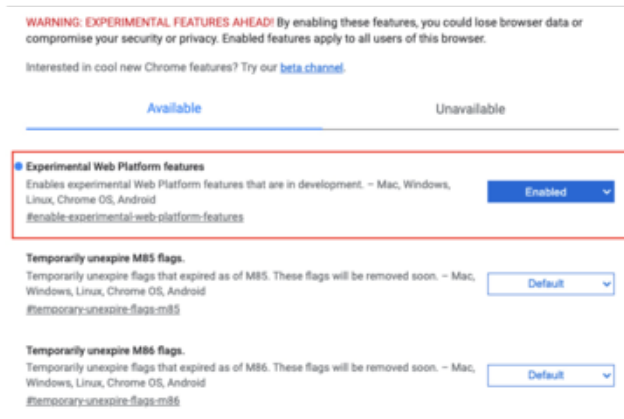 WARNING: EXPERIMENTAL FEATURES AHEAD! By enabling these features, you could lose browser data or
compromise your security or privacy. Enabled features apply to all users of this browser.
Interested in cool new Chrome features? Try our beta channel.
Available
Unavailable
Experimental Web Platform features
Enables experimental Web Platform features that are in development. – Mac, Windows,
Linux, Chrome OS, Android
#enable-experimental-web-platform-features
Enabled
Temporarily unexpire M85 flags.
Temporarily unexpire flags that expired as of M85. These flags will be removed soon. – Mac,
Windows, Linux, Chrome OS, Android
#temporary-unexpire-flags-m85
Default
Temporarily unexpire M86 flags.
Temporarily unexpire flags that expired as of M86. These flags will be removed soon. – Mac,
Windows, Linux, Chrome OS, Android
#temporary-unexpire-flags-m86
Default